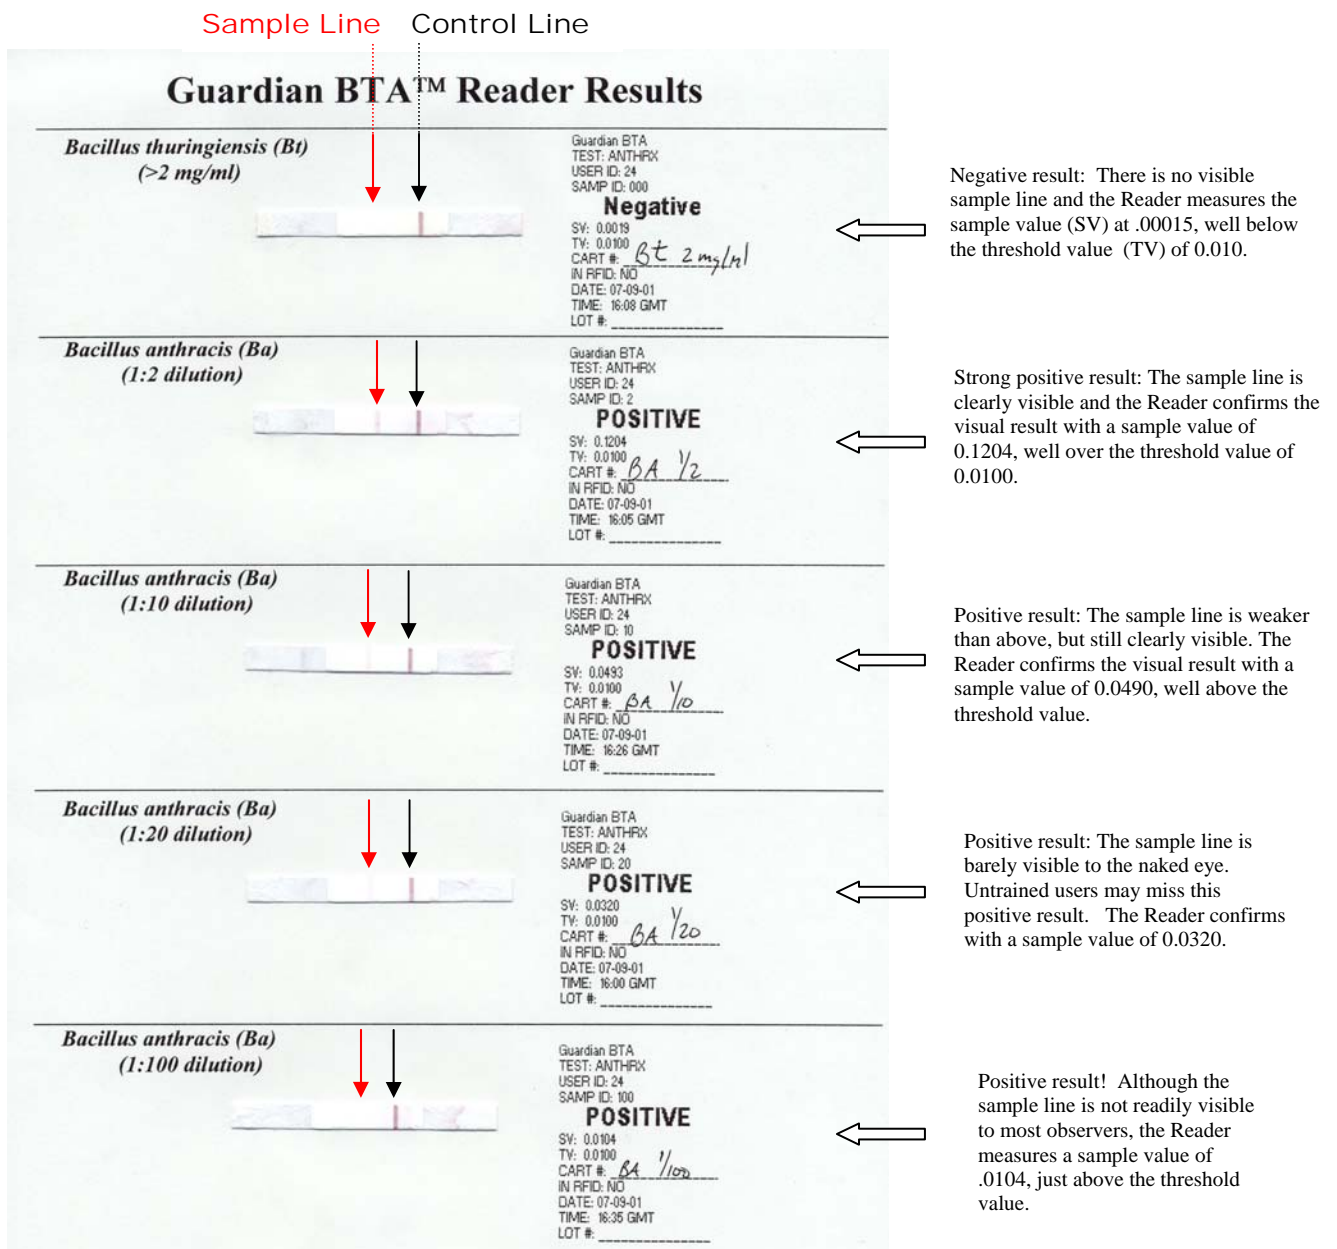 Sample Line Control Line
Guardian BTA™ Reader Results
Bacillus thuringiensis (Bt)
(>2 mg/ml)
Guardian BTA
TEST: ANTHRX
USER ID: 24
SAMP ID: 000
Negative
SV: 0.0019
TV: 0.0100
CART #: Bt 2 mg/ml
IN RFID: NO
DATE: 07-09-01
TIME: 16:08 GMT
LOT #: _______________
Negative result: There is no visible
sample line and the Reader measures the
sample value (SV) at .00015, well below
the threshold value (TV) of 0.010.
Bacillus anthracis (Ba)
(1:2 dilution)
Guardian BTA
TEST: ANTHRX
USER ID: 24
SAMP ID: 2
POSITIVE
SV: 0.1204
TV: 0.0100
CART #: BA 1/2
IN RFID: NO
DATE: 07-09-01
TIME: 16:05 GMT
LOT #: _______________
Strong positive result: The sample line is
clearly visible and the Reader confirms the
visual result with a sample value of
0.1204, well over the threshold value of
0.0100.
Bacillus anthracis (Ba)
(1:10 dilution)
Guardian BTA
TEST: ANTHRX
USER ID: 24
SAMP ID: 10
POSITIVE
SV: 0.0493
TV: 0.0100
CART #: BA 1/10
IN RFID: NO
DATE: 07-09-01
TIME: 16:26 GMT
LOT #: _______________
Positive result: The sample line is weaker
than above, but still clearly visible. The
Reader confirms the visual result with a
sample value of 0.0490, well above the
threshold value.
Bacillus anthracis (Ba)
(1:20 dilution)
Guardian BTA
TEST: ANTHRX
USER ID: 24
SAMP ID: 20
POSITIVE
SV: 0.0320
TV: 0.0100
CART #: BA 1/20
IN RFID: NO
DATE: 07-09-01
TIME: 16:00 GMT
LOT #: _______________
Positive result: The sample line is
barely visible to the naked eye.
Untrained users may miss this
positive result. The Reader confirms
with a sample value of 0.0320.
Bacillus anthracis (Ba)
(1:100 dilution)
Guardian BTA
TEST: ANTHRX
USER ID: 24
SAMP ID: 100
POSITIVE
SV: 0.0104
TV: 0.0100
CART #: BA 1/100
IN RFID: NO
DATE: 07-09-01
TIME: 16:35 GMT
LOT #: _______________
Positive result! Although the
sample line is not readily visible
to most observers, the Reader
measures a sample value of
.0104, just above the threshold
value.